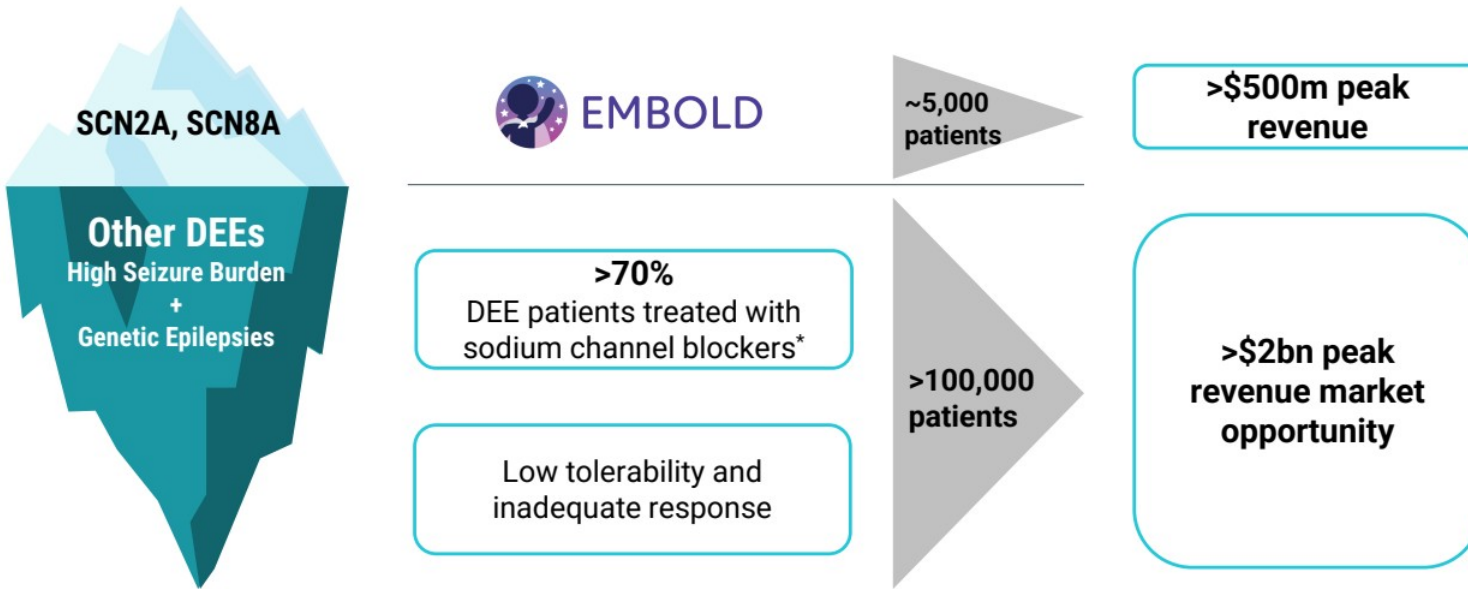 SCN2A, SCN8A
EMBOLD
~5,000
patients
>$500m peak
revenue
Other DEEs
High Seizure Burden
+
Genetic Epilepsies
>70%
DEE patients treated with
sodium channel blockers*
Low tolerability and
inadequate response
>100,000
patients
>$2bn peak
revenue market
opportunity